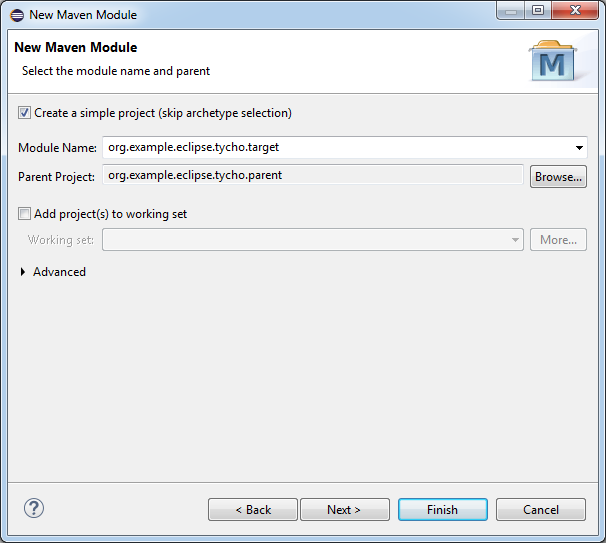 New Maven Module
New Maven Module
Select the module name and parent
M
Create a simple project (skip archetype selection)
Module Name: org.example.eclipse.tycho.target
Parent Project: org.example.eclipse.tycho.parent Browse...
Add project(s) to working set
Working set: More...
Advanced
? < Back Next > Finish Cancel